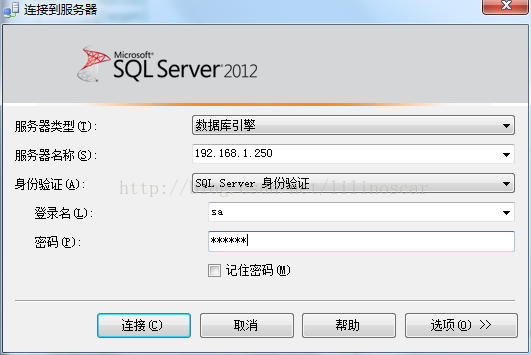 连接到服务器
Microsoft
SQL Server 2012
服务器类型(T):
数据库引擎
服务器名称(S):
192.168.1.250
身份验证(A):
SQL Server 身份验证
登录名(L):
sa
密码(P):
******
记住密码(M)
连接(C)
取消
帮助
选项(O) >>